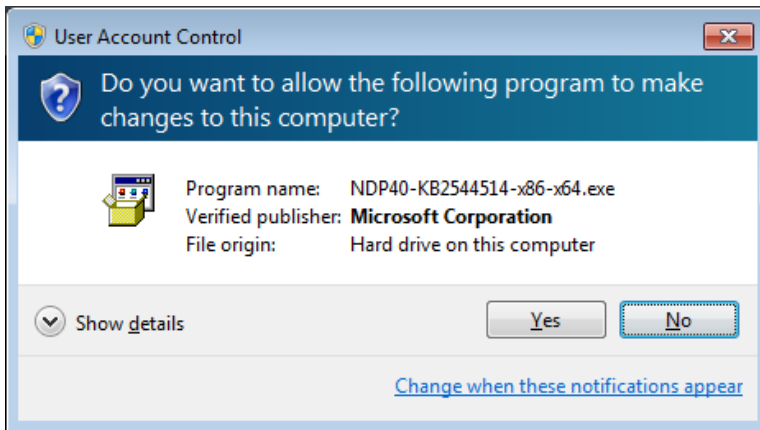 User Account Control
Do you want to allow the following program to make
changes to this computer?
Program name: NDP40-KB2544514-x86-x64.exe
Verified publisher: Microsoft Corporation
File origin: Hard drive on this computer
Show details
Yes
No
Change when these notifications appear